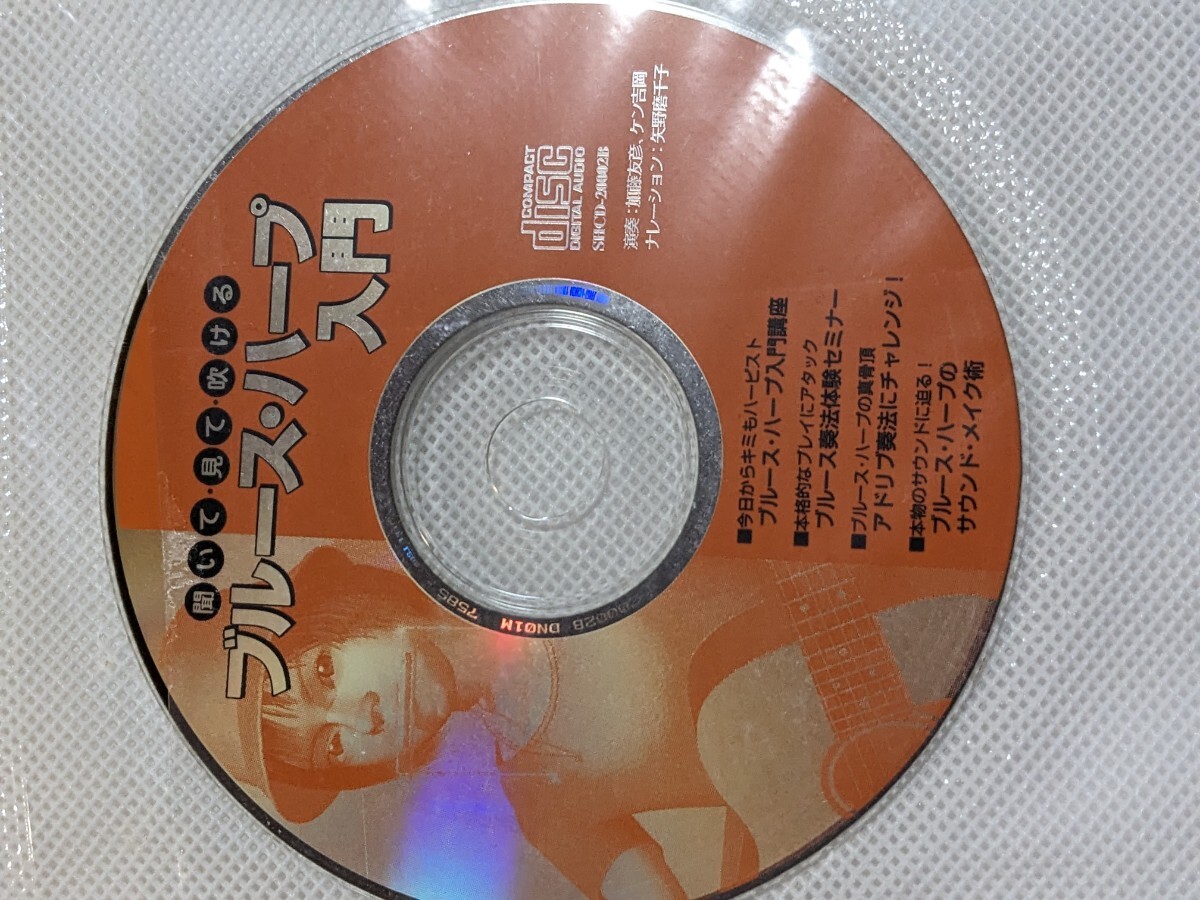 聞いて・見て・吹ける
ブルース・ハープ
入門
COMPACT
disc
DIGITAL AUDIO
SHCD-20002B
演奏：加藤友彦、ケン吉岡
ナレーション：矢野磨千子
■今日からキミもハーピスト
ブルース・ハープ入門講座
■本格的なプレイにアタック
ブルース奏法体験セミナー
■ブルース・ハープの真骨頂
アドリブ奏法にチャレンジ！
■本物のサウンドに迫る！
ブルース・ハープの
サウンド・メイク術
20002B DN01M 7585